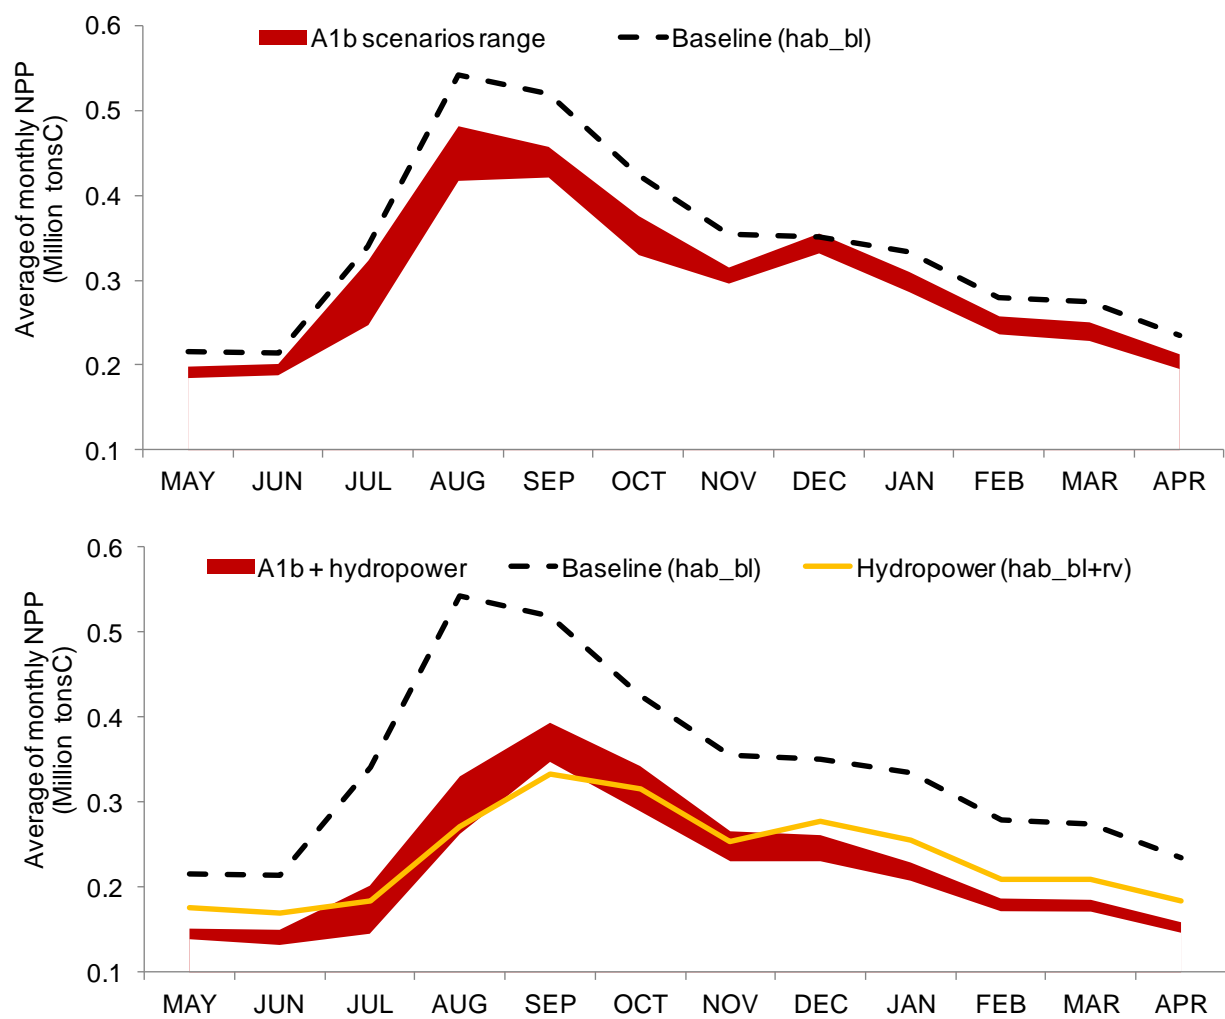 0.6
A1b scenarios range
Baseline (hab_bl)
Average of monthly NPP
(Million tonsC)
0.5
0.4
0.3
0.2
0.1
MAY JUN JUL AUG SEP OCT NOV DEC JAN FEB MAR APR
0.6
A1b + hydropower
Baseline (hab_bl)
Hydropower (hab_bl+rv)
Average of monthly NPP
(Million tonsC)
0.5
0.4
0.3
0.2
0.1
MAY JUN JUL AUG SEP OCT NOV DEC JAN FEB MAR APR